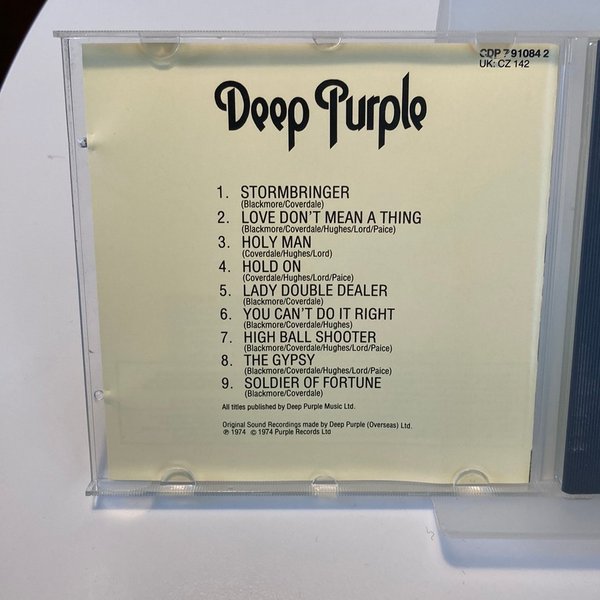 CDP 7 91084 2
UK: CZ 142
Deep Purple
1. STORMBRINGER
(Blackmore/Coverdale)
2. LOVE DON'T MEAN A THING
(Blackmore/Coverdale/Hughes/Lord/Paice)
3. HOLY MAN
(Coverdale/Hughes/Lord)
4. HOLD ON
(Coverdale/Hughes/Lord/Paice)
5. LADY DOUBLE DEALER
(Blackmore/Coverdale)
6. YOU CAN'T DO IT RIGHT
(Blackmore/Coverdale/Hughes)
7. HIGH BALL SHOOTER
(Blackmore/Coverdale/Hughes/Lord/Paice)
8. THE GYPSY
(Blackmore/Coverdale/Hughes/Lord/Paice)
9. SOLDIER OF FORTUNE
(Blackmore/Coverdale)
All titles published by Deep Purple Music Ltd.
Original Sound Recordings made by Deep Purple (Overseas) Ltd.
℗ 1974 © 1974 Purple Records Ltd